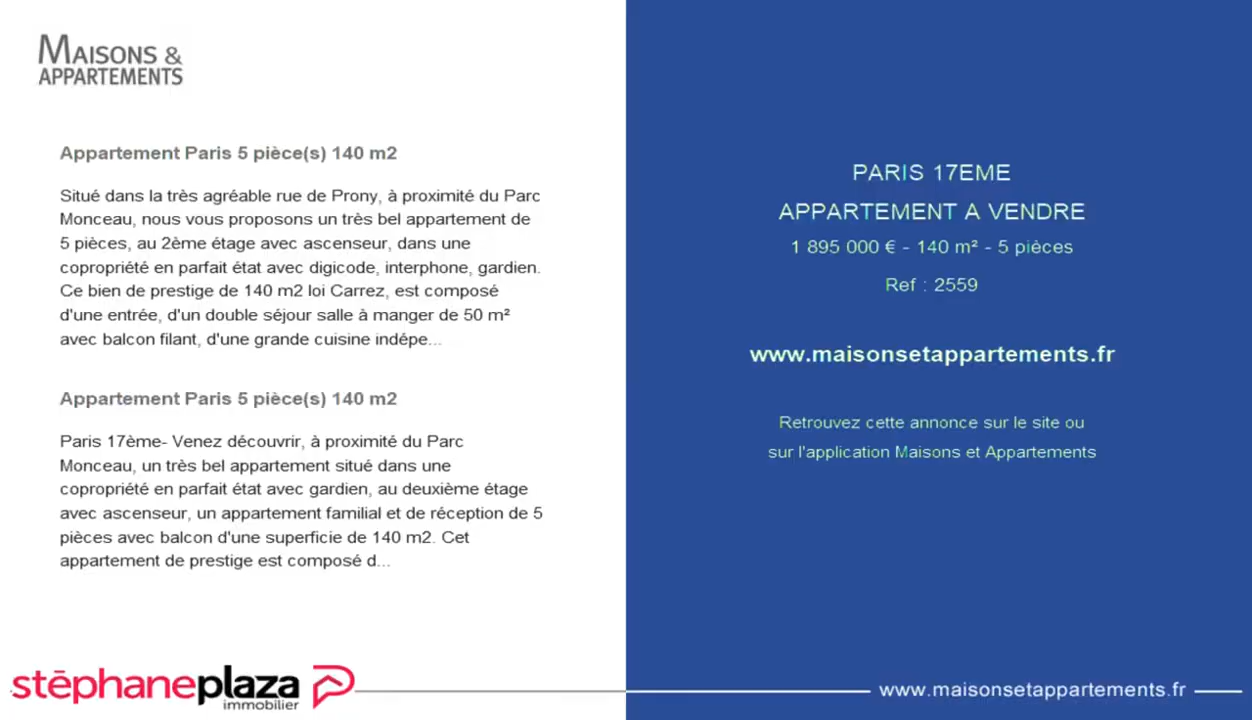 MAISONS &
APPARTEMENTS
Appartement Paris 5 pièce(s) 140 m2
Situé dans la très agréable rue de Prony, à proximité du Parc
Monceau, nous vous proposons un très bel appartement de
5 pièces, au 2ème étage avec ascenseur, dans une
copropriété en parfait état avec digicode, interphone, gardien.
Ce bien de prestige de 140 m2 loi Carrez, est composé
d'une entrée, d'un double séjour salle à manger de 50 m²
avec balcon filant, d'une grande cuisine indépe...
Appartement Paris 5 pièce(s) 140 m2
Paris 17ème- Venez découvrir, à proximité du Parc
Monceau, un très bel appartement situé dans une
copropriété en parfait état avec gardien, au deuxième étage
avec ascenseur, un appartement familial et de réception de 5
pièces avec balcon d'une superficie de 140 m2. Cet
appartement de prestige est composé d...
stéphaneplaza
immobilier
PARIS 17EME
APPARTEMENT A VENDRE
1 895 000 € - 140 m² - 5 pièces
Ref : 2559
www.maisonsetappartements.fr
Retrouvez cette annonce sur le site ou
sur l'application Maisons et Appartements
www.maisonsetappartements.fr